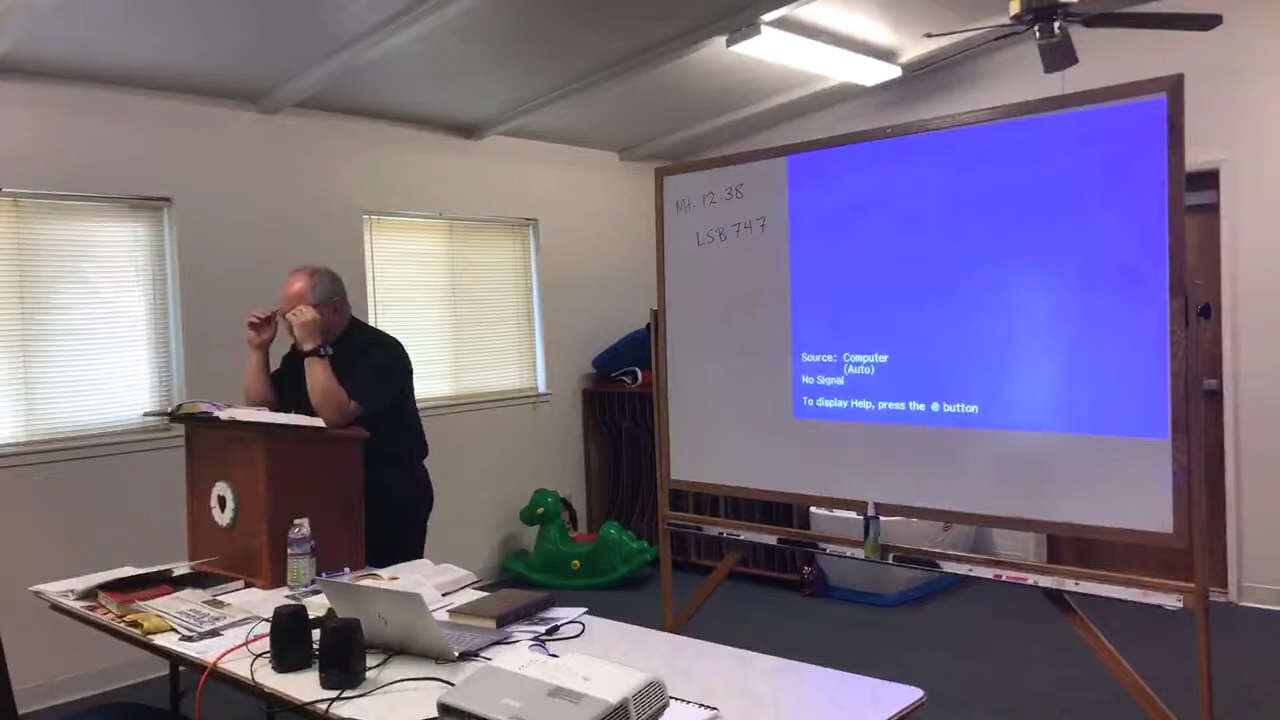 Mt. 12.38
LSB 747
Source: Computer
(Auto)
No Signal
To display Help, press the ® button